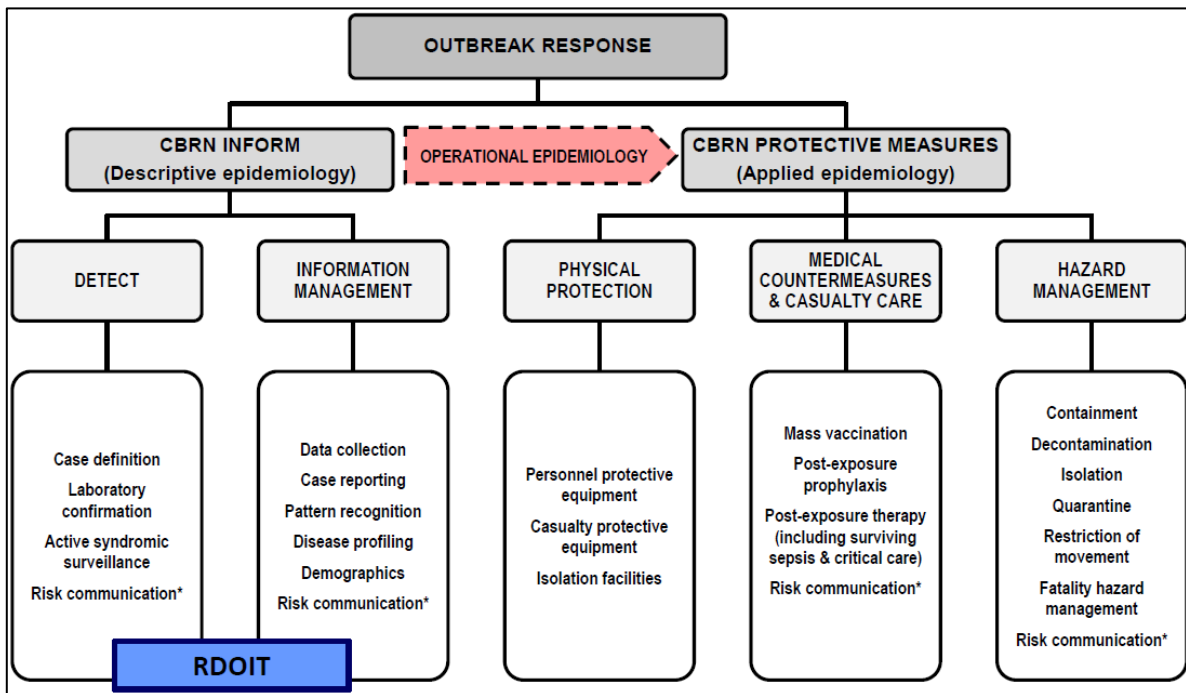 OUTBREAK RESPONSE
CBRN INFORM
(Descriptive epidemiology)
OPERATIONAL EPIDEMIOLOGY
CBRN PROTECTIVE MEASURES
(Applied epidemiology)
DETECT
INFORMATION
MANAGEMENT
PHYSICAL
PROTECTION
MEDICAL
COUNTERMEASURES
& CASUALTY CARE
HAZARD
MANAGEMENT
Case definition
Laboratory
confirmation
Active syndromic
surveillance
Risk communication*
Data collection
Case reporting
Pattern recognition
Disease profiling
Demographics
Risk communication*
Personnel protective
equipment
Casualty protective
equipment
Isolation facilities
Mass vaccination
Post-exposure
prophylaxis
Post-exposure therapy
(including surviving
sepsis & critical care)
Risk communication*
Containment
Decontamination
Isolation
Quarantine
Restriction of
movement
Fatality hazard
management
Risk communication*
RDOIT